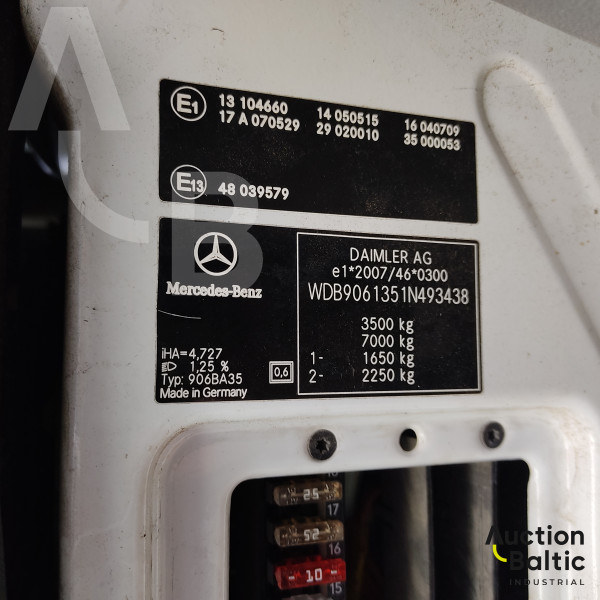 E1 13 104660 14 050515 16 040709
17 A 070529 29 020010 35 000053
E13 48 039579
Mercedes-Benz
DAIMLER AG
e1*2007/46*0300
WDB9061351N493438
3500 kg
7000 kg
1- 1650 kg
2- 2250 kg
iHA=4,727
1,25 %
Typ: 906BA35
Made in Germany
0,6
25
17
16
- 10 -
15
Auction
Baltic
INDUSTRIAL